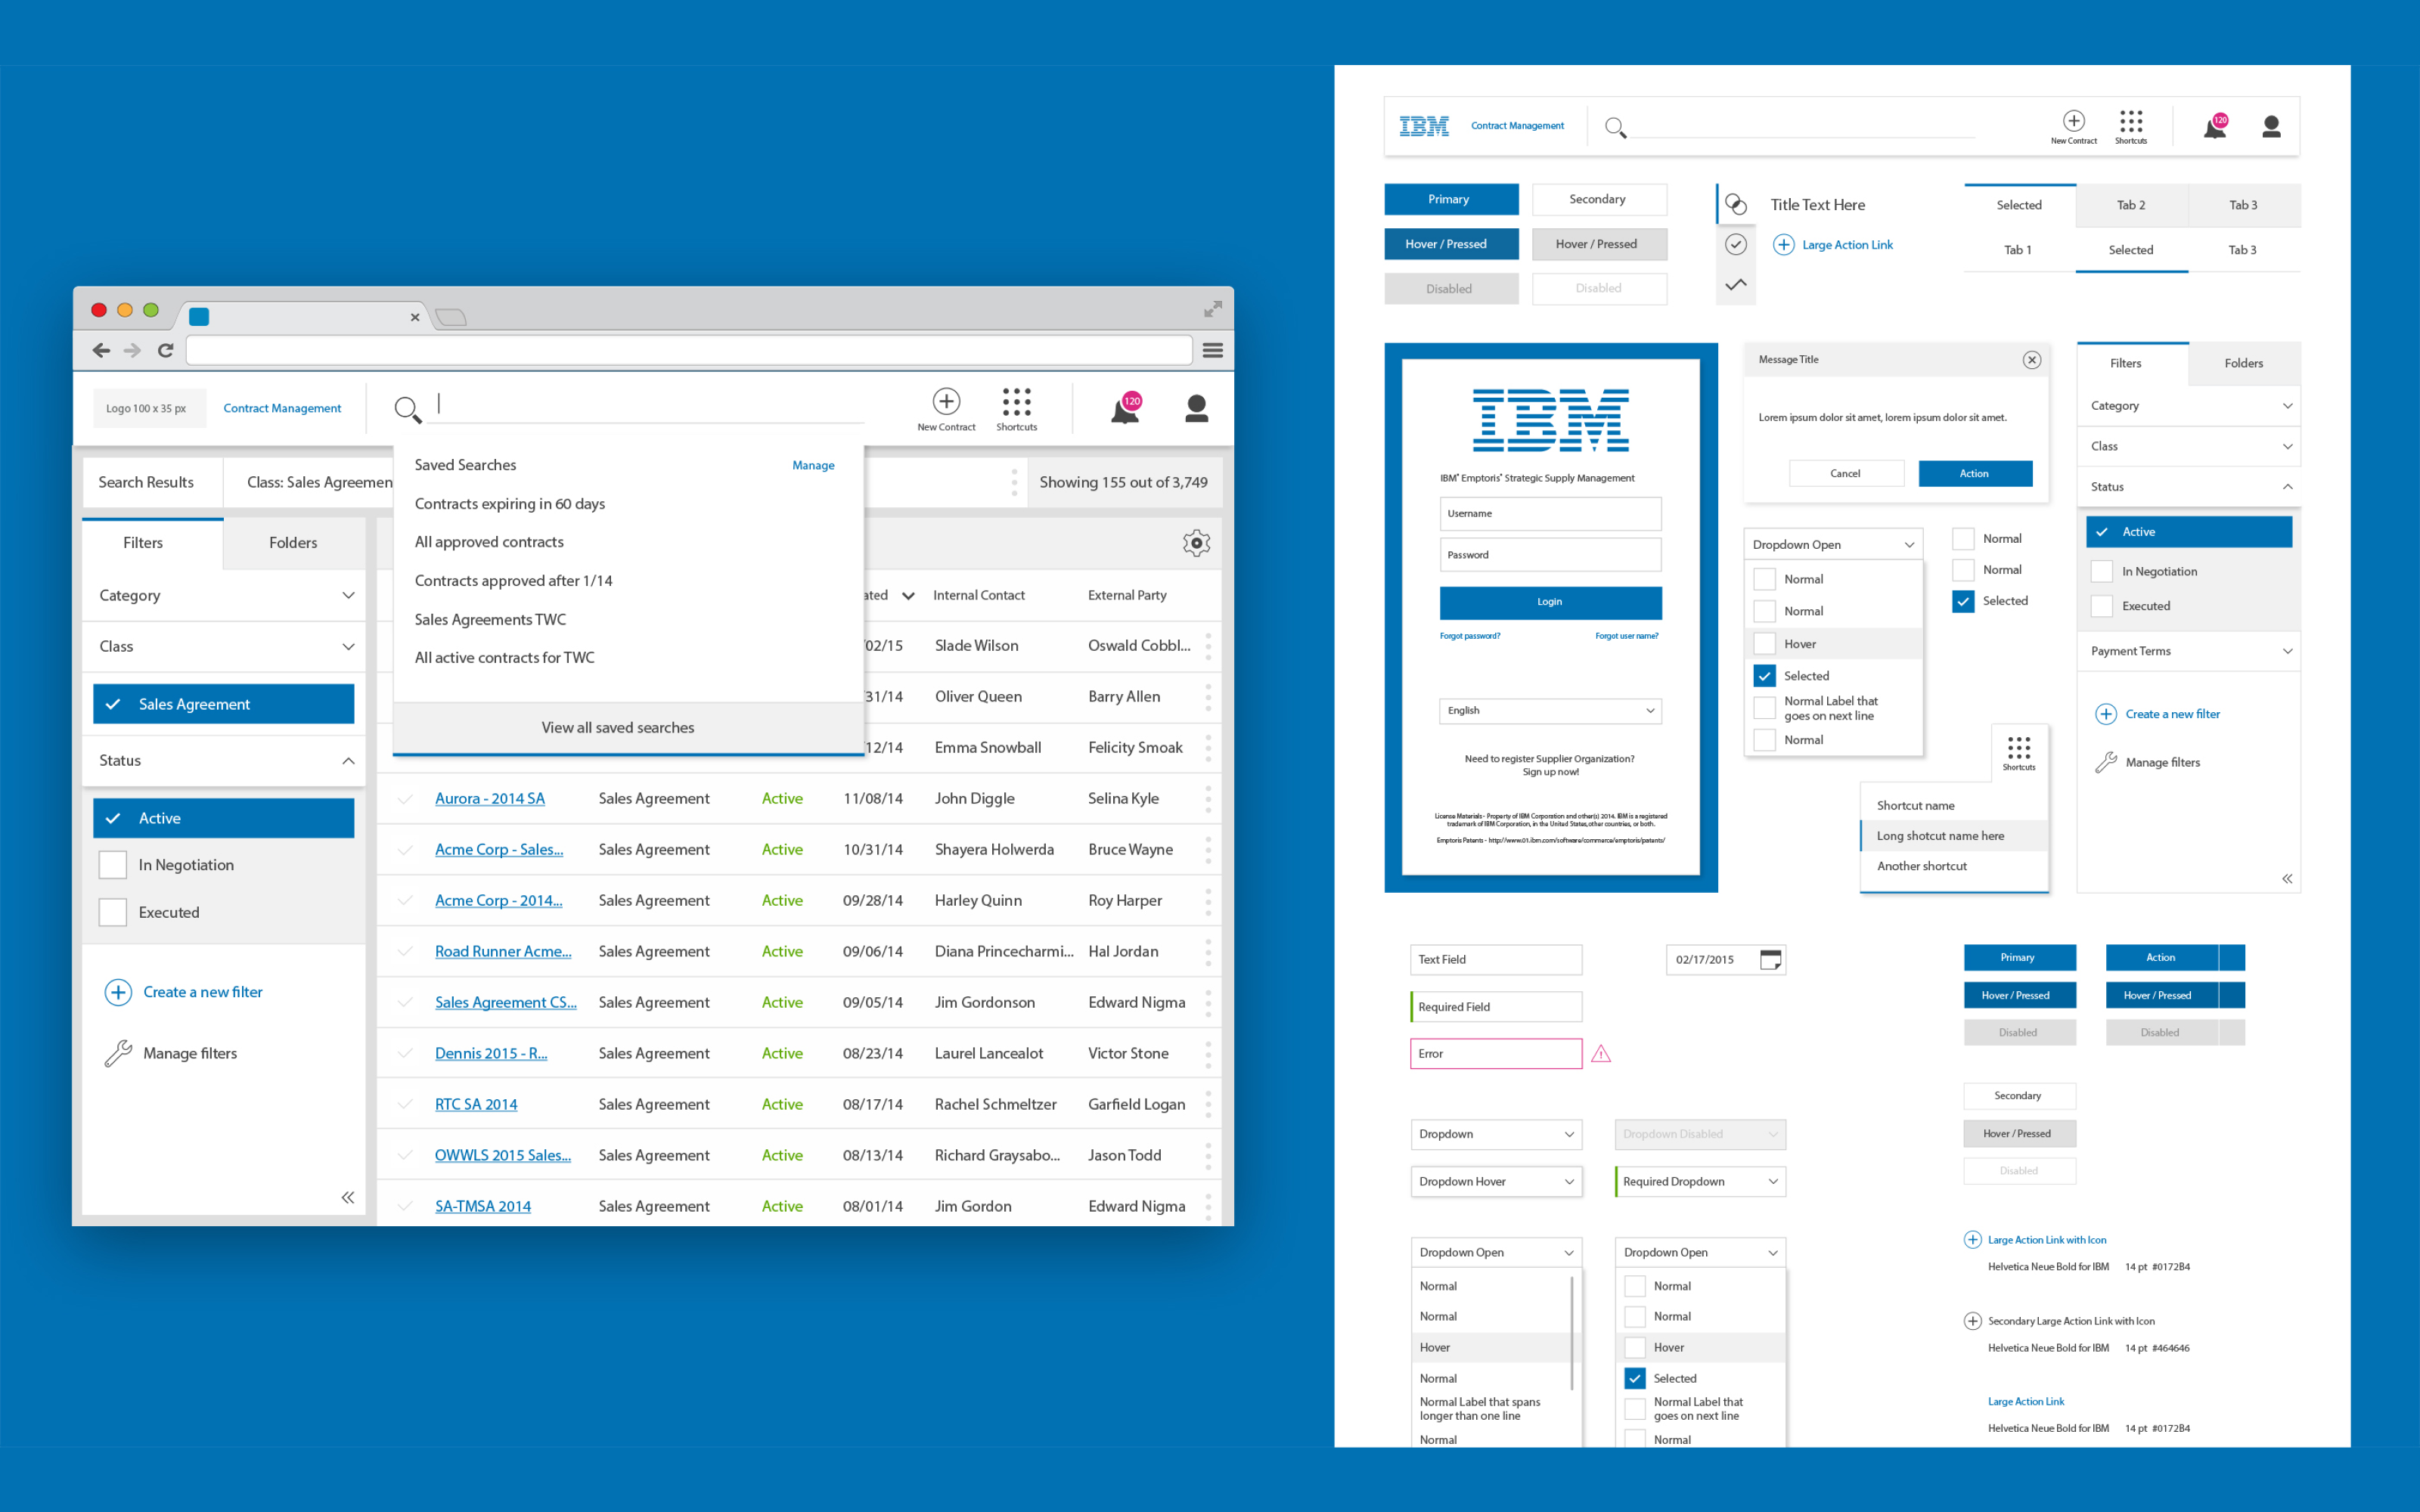 Logo 100 x 35 px
Contract Management
New Contract
Shortcuts
120
Search Results
Class: Sales Agreemen
Showing 155 out of 3,749
Saved Searches
Manage
Contracts expiring in 60 days
All approved contracts
Contracts approved after 1/14
Sales Agreements TWC
All active contracts for TWC
View all saved searches
Filters
Folders
Category
Class
Sales Agreement
Status
Active
In Negotiation
Executed
Create a new filter
Manage filters
ated Internal Contact External Party
02/15 Slade Wilson Oswald Cobbl...
31/14 Oliver Queen Barry Allen
12/14 Emma Snowball Felicity Smoak
Aurora - 2014 SA Sales Agreement Active 11/08/14 John Diggle Selina Kyle
Acme Corp - Sales... Sales Agreement Active 10/31/14 Shayera Holwerda Bruce Wayne
Acme Corp - 2014... Sales Agreement Active 09/28/14 Harley Quinn Roy Harper
Road Runner Acme... Sales Agreement Active 09/06/14 Diana Princecharmi... Hal Jordan
Sales Agreement CS... Sales Agreement Active 09/05/14 Jim Gordonson Edward Nigma
Dennis 2015 - R... Sales Agreement Active 08/23/14 Laurel Lancealot Victor Stone
RTC SA 2014 Sales Agreement Active 08/17/14 Rachel Schmeltzer Garfield Logan
OWWLS 2015 Sales... Sales Agreement Active 08/13/14 Richard Graysabo... Jason Todd
SA-TMSA 2014 Sales Agreement Active 08/01/14 Jim Gordon Edward Nigma
IBM
Contract Management
New Contract
Shortcuts
120
Primary
Secondary
Hover / Pressed
Hover / Pressed
Disabled
Disabled
Title Text Here
Large Action Link
Selected Tab 2 Tab 3
Tab 1 Selected Tab 3
IBM
IBM® Emptoris® Strategic Supply Management
Username
Password
Login
Forgot password?
Forgot user name?
English
Need to register Supplier Organization?
Sign up now!
License Materials - Property of IBM Corporation and other(s) 2014. IBM is a registered
trademark of IBM Corporation, in the United States, other countries, or both.
Emptoris Patents - http://www.01.ibm.com/software/commerce/emptoris/patents/
Message Title
Lorem ipsum dolor sit amet, lorem ipsum dolor sit amet.
Cancel
Action
Dropdown Open
Normal
Normal
Hover
Selected
Normal Label that
goes on next line
Normal
Normal
Normal
Selected
Shortcuts
Shortcut name
Long shotcut name here
Another shortcut
Filters
Folders
Category
Class
Status
Active
In Negotiation
Executed
Payment Terms
Create a new filter
Manage filters
Text Field
02/17/2015
Required Field
Error
Dropdown
Dropdown Disabled
Dropdown Hover
Required Dropdown
Dropdown Open
Normal
Normal
Hover
Normal
Normal Label that spans
longer than one line
Normal
Dropdown Open
Normal
Normal
Hover
Selected
Normal Label that
goes on next line
Normal
Primary
Action
Hover / Pressed
Hover / Pressed
Disabled
Disabled
Secondary
Hover / Pressed
Disabled
Large Action Link with Icon
Helvetica Neue Bold for IBM 14 pt #0172B4
Secondary Large Action Link with Icon
Helvetica Neue Bold for IBM 14 pt #464646
Large Action Link
Helvetica Neue Bold for IBM 14 pt #0172B4